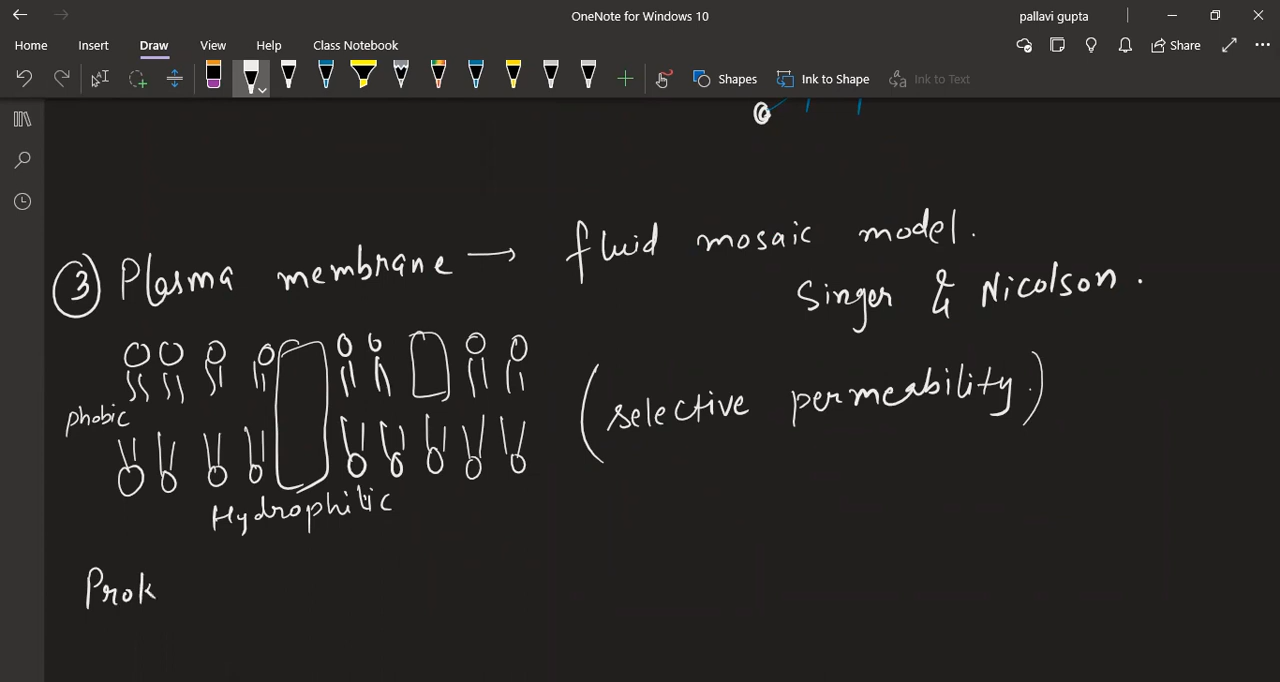 OneNote for Windows 10
pallavi gupta
Home Insert Draw View Help Class Notebook
Share
Shapes Ink to Shape Ink to Text
③ Plasma membrane → fluid mosaic model.
Singer & Nicolson.
(selective permeability.)
phobic
Hydrophilic
Prok